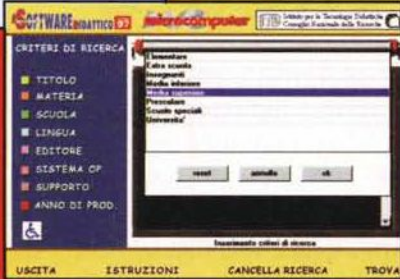 SOFTWARE DIDATTICO 97
microcomputer
Istituto per le Tecnologie Didattiche
Consiglio Nazionale delle Ricerche
CRITERI DI RICERCA
TITOLO
MATERIA
SCUOLA
LINGUA
EDITORE
SISTEMA OP
SUPPORTO
ANNO DI PROD.
Elementare
Extra scuola
Insegnanti
Media inferiore
Media superiore
Prescolare
Scuole speciali
Universita'
reset
annulla
ok
Inserimento criteri di ricerca
USCITA
ISTRUZIONI
CANCELLA RICERCA
TROVA